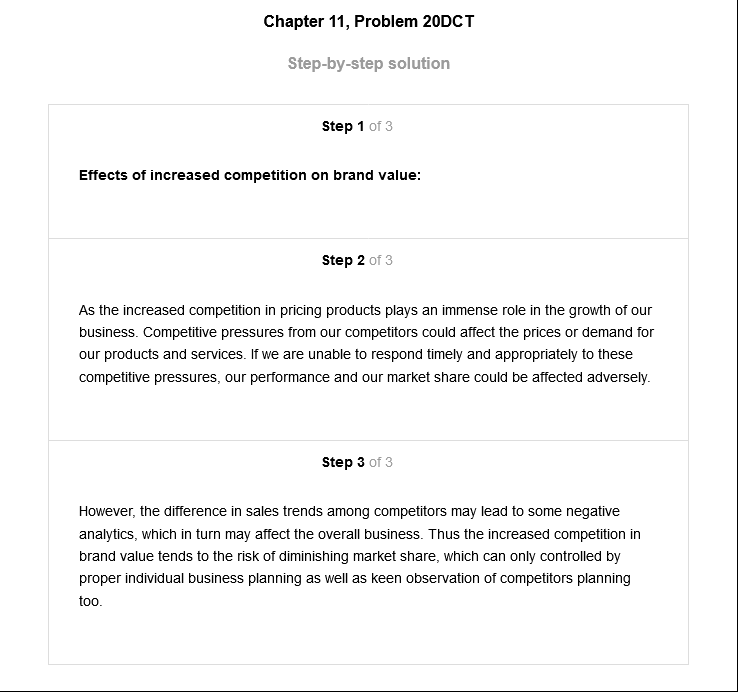 Chapter 11, Problem 20DCT
Step-by-step solution
Step 1 of 3
Effects of increased competition on brand value:
Step 2 of 3
As the increased competition in pricing products plays an immense role in the growth of our
business. Competitive pressures from our competitors could affect the prices or demand for
our products and services. If we are unable to respond timely and appropriately to these
competitive pressures, our performance and our market share could be affected adversely.
Step 3 of 3
However, the difference in sales trends among competitors may lead to some negative
analytics, which in turn may affect the overall business. Thus the increased competition in
brand value tends to the risk of diminishing market share, which can only controlled by
proper individual business planning as well as keen observation of competitors planning
too.